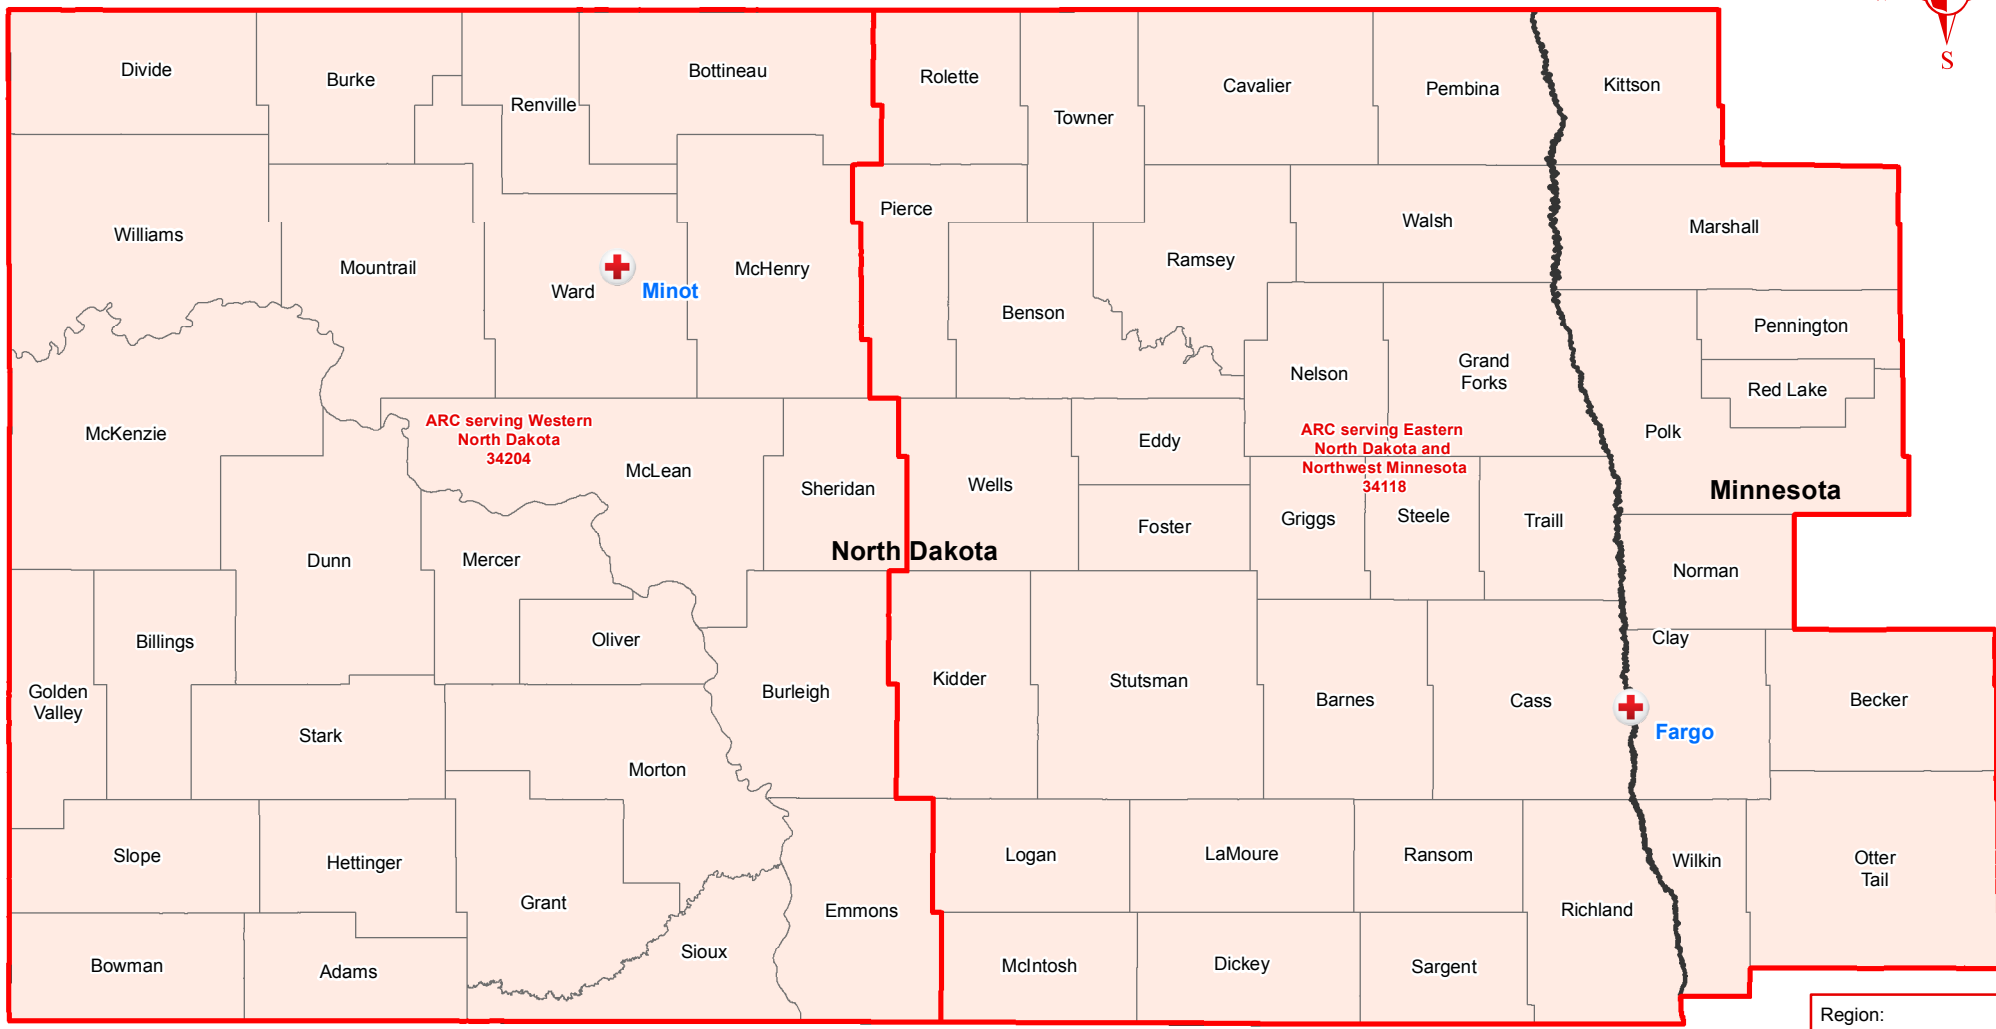 S
Divide
Burke
Renville
Bottineau
Rolette
Towner
Cavalier
Pembina
Kittson
Williams
Mountrail
Ward
Minot
McHenry
Pierce
Benson
Ramsey
Walsh
Marshall
Pennington
Red Lake
Nelson
Grand
Forks
Polk
McKenzie
ARC serving Western
North Dakota
34204
McLean
Sheridan
Wells
Eddy
Foster
ARC serving Eastern
North Dakota and
Northwest Minnesota
34118
Griggs
Steele
Traill
Minnesota
Norman
North Dakota
Dunn
Mercer
Oliver
Billings
Golden
Valley
Stark
Morton
Burleigh
Kidder
Stutsman
Barnes
Cass
Clay
Fargo
Becker
Slope
Hettinger
Grant
Emmons
Logan
LaMoure
Ransom
Richland
Wilkin
Otter
Tail
Bowman
Adams
Sioux
McIntosh
Dickey
Sargent
Region: